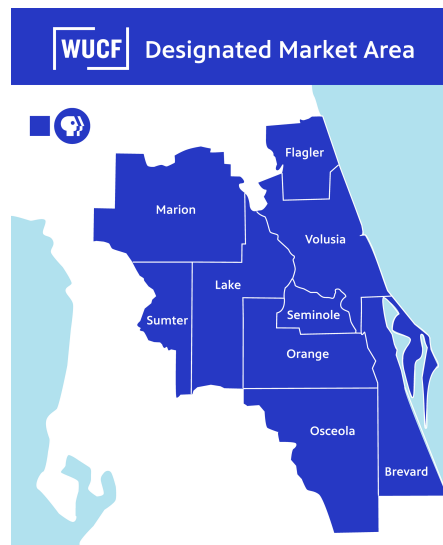 WUCF Designated Market Area
Flagler
Marion
Volusia
Lake
Seminole
Sumter
Orange
Osceola
Brevard